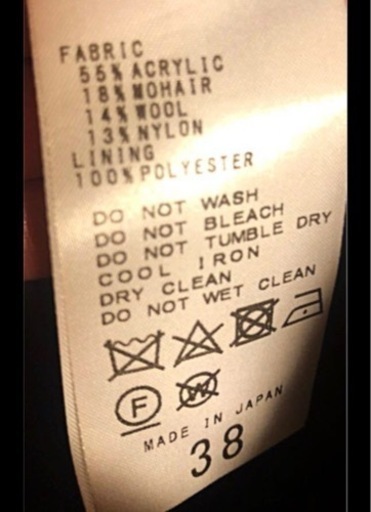 FABRIC
55% ACRYLIC
18% MOHAIR
14% WOOL
13% NYLON
LINING
100% POLYESTER
DO NOT WASH
DO NOT BLEACH
DO NOT TUMBLE DRY
COOL IRON
DRY CLEAN
DO NOT WET CLEAN
F W
MADE IN JAPAN
38